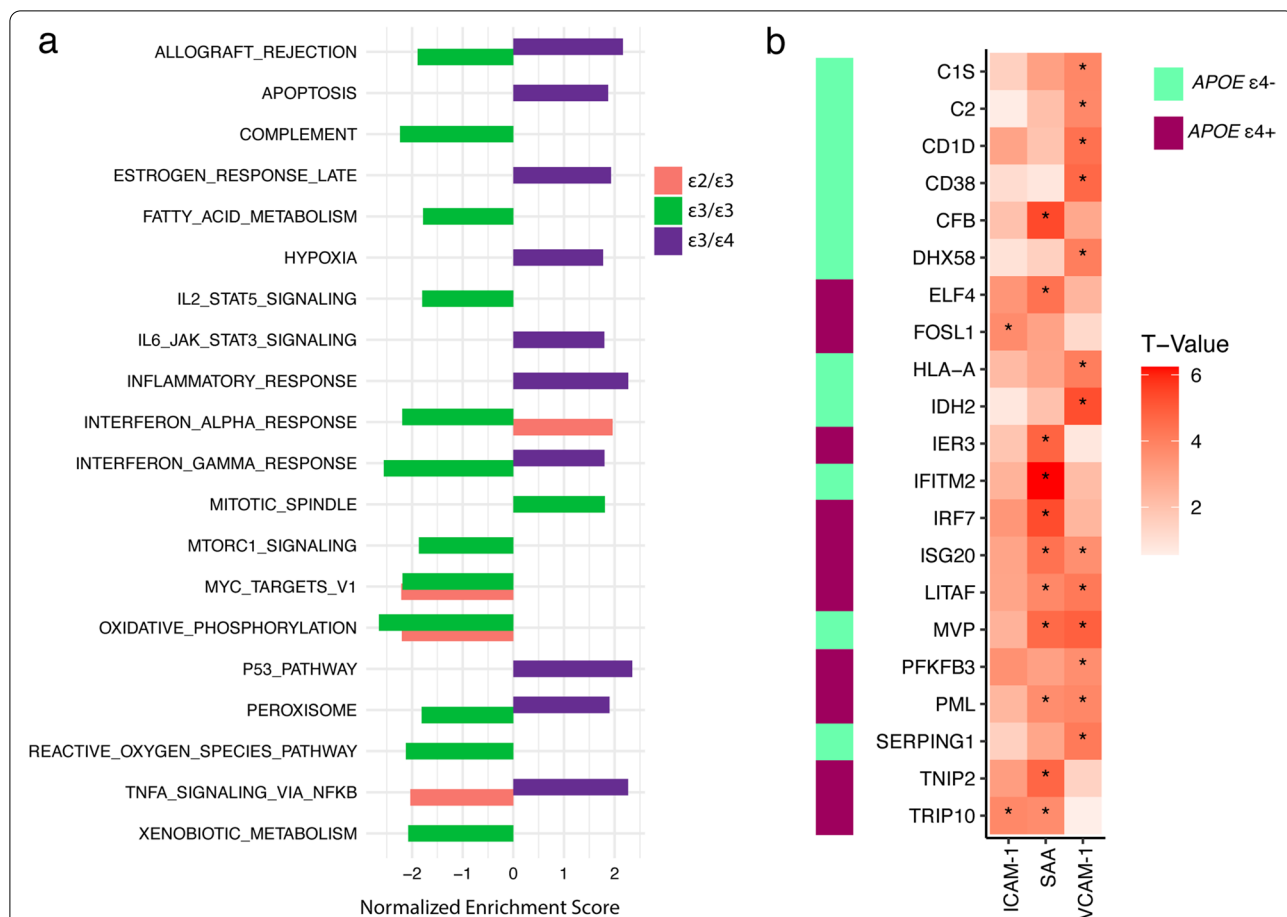 a
ALLOGRAFT_REJECTION
APOPTOSIS
COMPLEMENT
ESTROGEN_RESPONSE_LATE
FATTY_ACID_METABOLISM
HYPOXIA
IL2_STAT5_SIGNALING
IL6_JAK_STAT3_SIGNALING
INFLAMMATORY_RESPONSE
INTERFERON_ALPHA_RESPONSE
INTERFERON_GAMMA_RESPONSE
MITOTIC_SPINDLE
MTORC1_SIGNALING
MYC_TARGETS_V1
OXIDATIVE_PHOSPHORYLATION
P53_PATHWAY
PEROXISOME
REACTIVE_OXYGEN_SPECIES_PATHWAY
TNFA_SIGNALING_VIA_NFKB
XENOBIOTIC_METABOLISM
−2 −1 0 1 2
Normalized Enrichment Score
ε2/ε3
ε3/ε3
ε3/ε4
b
C1S *
C2 *
CD1D *
CD38 *
CFB *
DHX58 *
ELF4 *
FOSL1 *
HLA−A *
IDH2 *
IER3 *
IFITM2 *
IRF7 *
ISG20 * *
LITAF * *
MVP * *
PFKFB3 *
PML * *
SERPING1 *
TNIP2 *
TRIP10 * *
ICAM-1
SAA
VCAM-1
APOE ε4-
APOE ε4+
T−Value
6
4
2